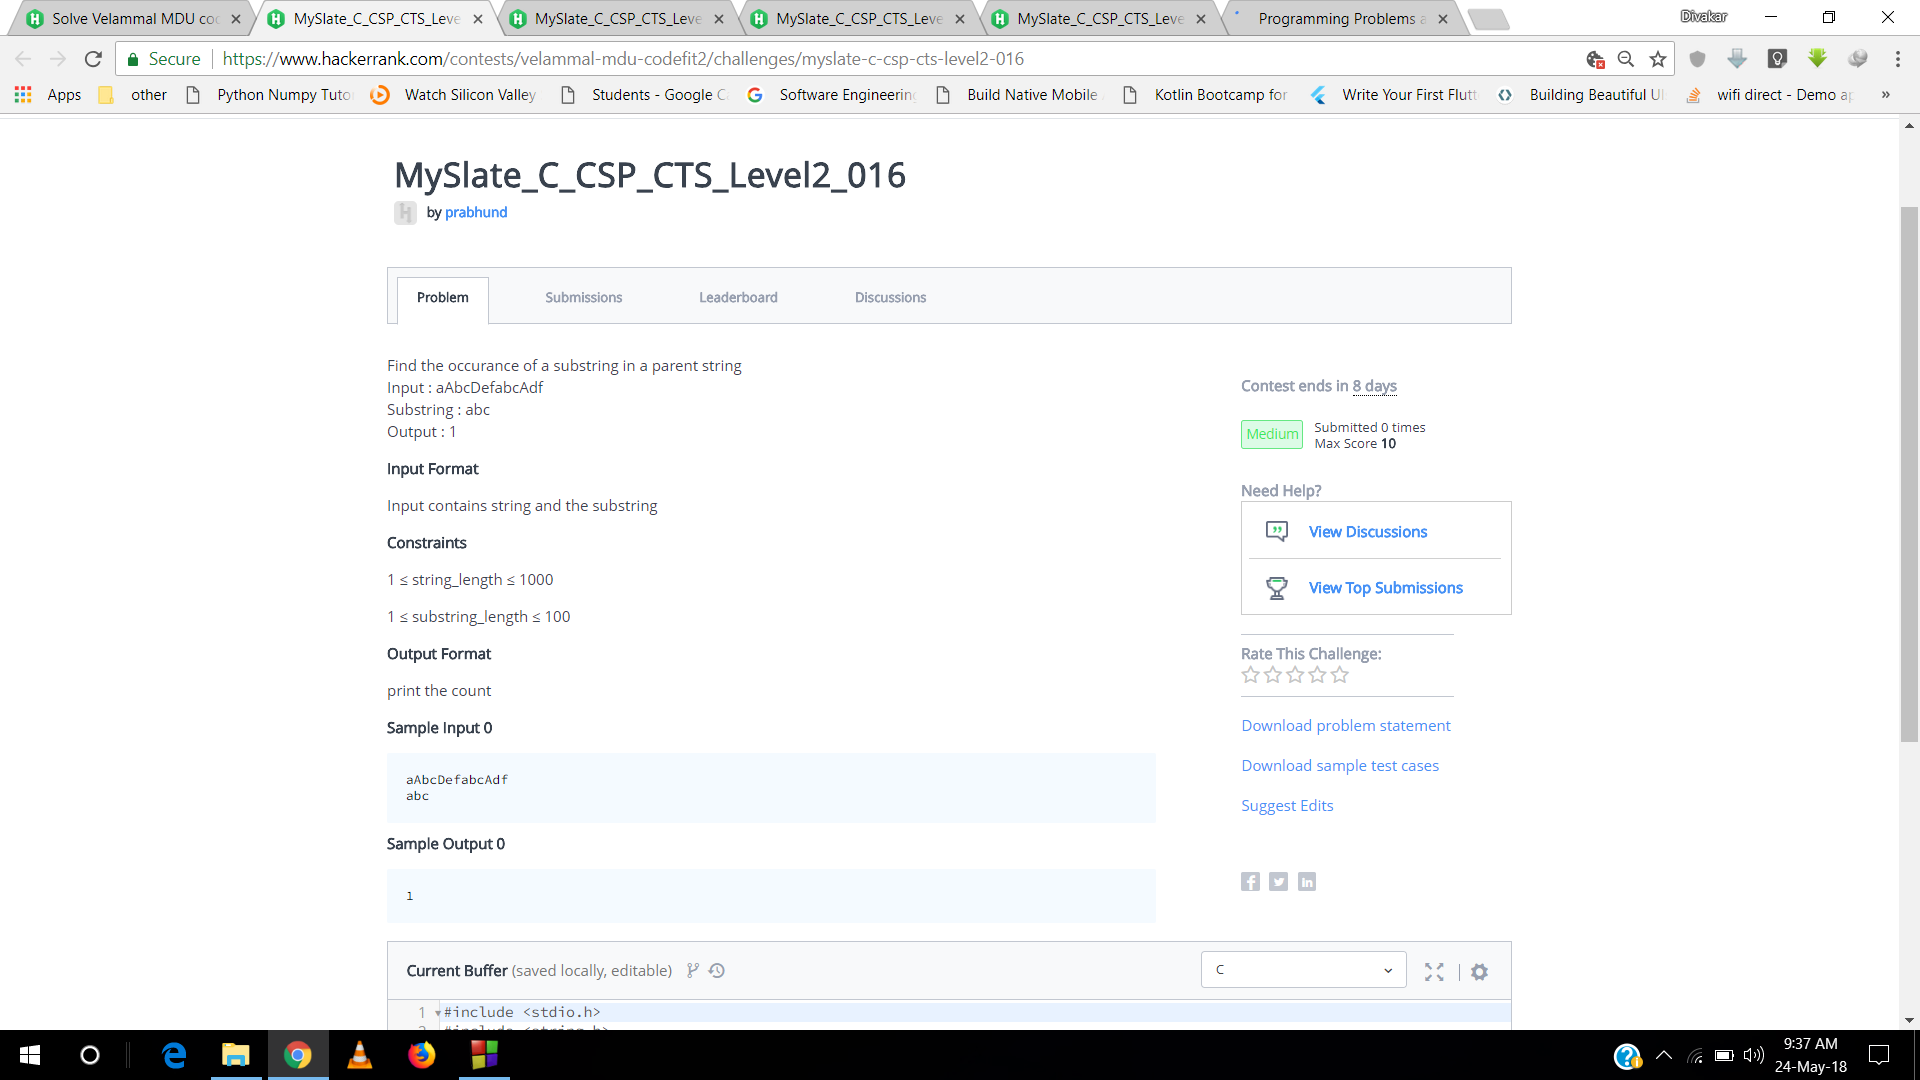 Solve Velammal MDU co
MySlate_C_CSP_CTS_Leve
MySlate_C_CSP_CTS_Leve
MySlate_C_CSP_CTS_Leve
MySlate_C_CSP_CTS_Leve
Programming Problems a
Divakar
Secure
https://www.hackerrank.com/contests/velammal-mdu-codefit2/challenges/myslate-c-csp-cts-level2-016
Apps
other
Python Numpy Tuto
Watch Silicon Valley
Students - Google C
Software Engineering
Build Native Mobile
Kotlin Bootcamp for
Write Your First Flutt
Building Beautiful UI
wifi direct - Demo ap
»
MySlate_C_CSP_CTS_Level2_016
by prabhund
Problem
Submissions
Leaderboard
Discussions
Find the occurance of a substring in a parent string
Input : aAbcDefabcAdf
Substring : abc
Output : 1
Input Format
Input contains string and the substring
Constraints
1 ≤ string_length ≤ 1000
1 ≤ substring_length ≤ 100
Output Format
print the count
Sample Input 0
aAbcDefabcAdf
abc
Sample Output 0
1
Contest ends in 8 days
Medium
Submitted 0 times
Max Score 10
Need Help?
View Discussions
View Top Submissions
Rate This Challenge:
Download problem statement
Download sample test cases
Suggest Edits
Current Buffer (saved locally, editable)
C
1
#include <stdio.h>
9:37 AM
24-May-18